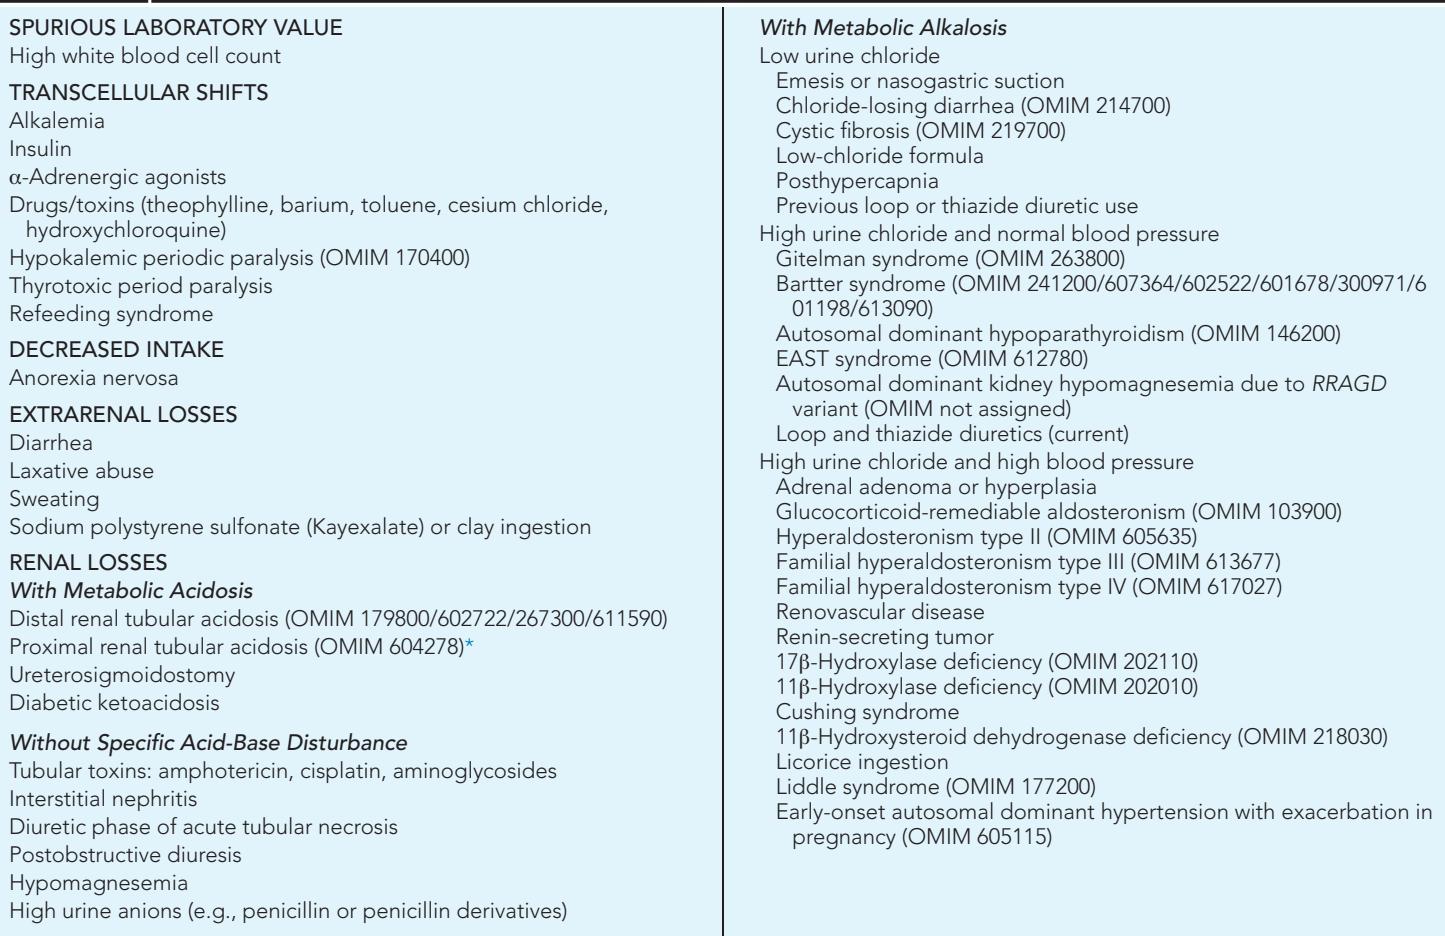 SPURIOUS LABORATORY VALUE
High white blood cell count
TRANSCELLULAR SHIFTS
Alkalemia
Insulin
α-Adrenergic agonists
Drugs/toxins (theophylline, barium, toluene, cesium chloride,
hydroxychloroquine)
Hypokalemic periodic paralysis (OMIM 170400)
Thyrotoxic period paralysis
Refeeding syndrome
DECREASED INTAKE
Anorexia nervosa
EXTRARENAL LOSSES
Diarrhea
Laxative abuse
Sweating
Sodium polystyrene sulfonate (Kayexalate) or clay ingestion
RENAL LOSSES
With Metabolic Acidosis
Distal renal tubular acidosis (OMIM 179800/602722/267300/611590)
Proximal renal tubular acidosis (OMIM 604278)*
Ureterosigmoidostomy
Diabetic ketoacidosis
Without Specific Acid-Base Disturbance
Tubular toxins: amphotericin, cisplatin, aminoglycosides
Interstitial nephritis
Diuretic phase of acute tubular necrosis
Postobstructive diuresis
Hypomagnesemia
High urine anions (e.g., penicillin or penicillin derivatives)
With Metabolic Alkalosis
Low urine chloride
Emesis or nasogastric suction
Chloride-losing diarrhea (OMIM 214700)
Cystic fibrosis (OMIM 219700)
Low-chloride formula
Posthypercapnia
Previous loop or thiazide diuretic use
High urine chloride and normal blood pressure
Gitelman syndrome (OMIM 263800)
Bartter syndrome (OMIM 241200/607364/602522/601678/300971/6
01198/613090)
Autosomal dominant hypoparathyroidism (OMIM 146200)
EAST syndrome (OMIM 612780)
Autosomal dominant kidney hypomagnesemia due to RRAGD
variant (OMIM not assigned)
Loop and thiazide diuretics (current)
High urine chloride and high blood pressure
Adrenal adenoma or hyperplasia
Glucocorticoid-remediable aldosteronism (OMIM 103900)
Hyperaldosteronism type II (OMIM 605635)
Familial hyperaldosteronism type III (OMIM 613677)
Familial hyperaldosteronism type IV (OMIM 617027)
Renovascular disease
Renin-secreting tumor
17β-Hydroxylase deficiency (OMIM 202110)
11β-Hydroxylase deficiency (OMIM 202010)
Cushing syndrome
11β-Hydroxysteroid dehydrogenase deficiency (OMIM 218030)
Licorice ingestion
Liddle syndrome (OMIM 177200)
Early-onset autosomal dominant hypertension with exacerbation in
pregnancy (OMIM 605115)